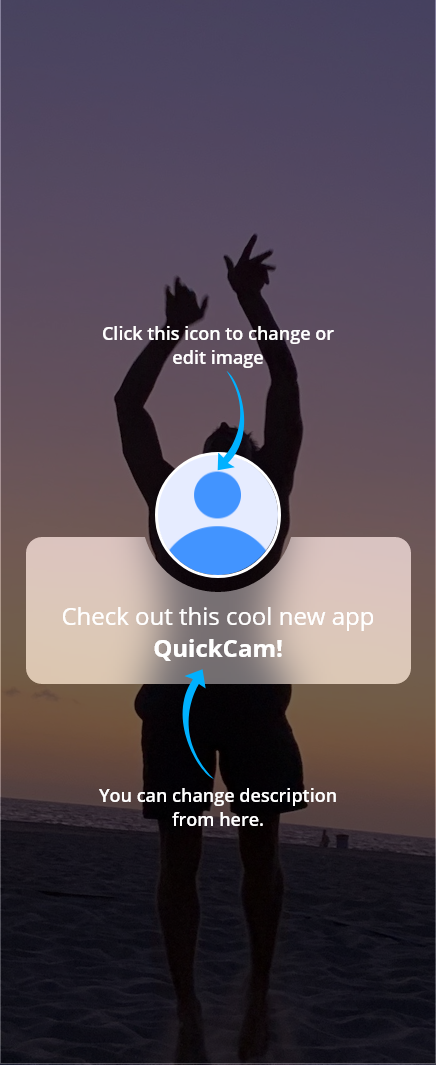 Click this icon to change or
edit image
Check out this cool new app
QuickCam!
You can change description
from here.